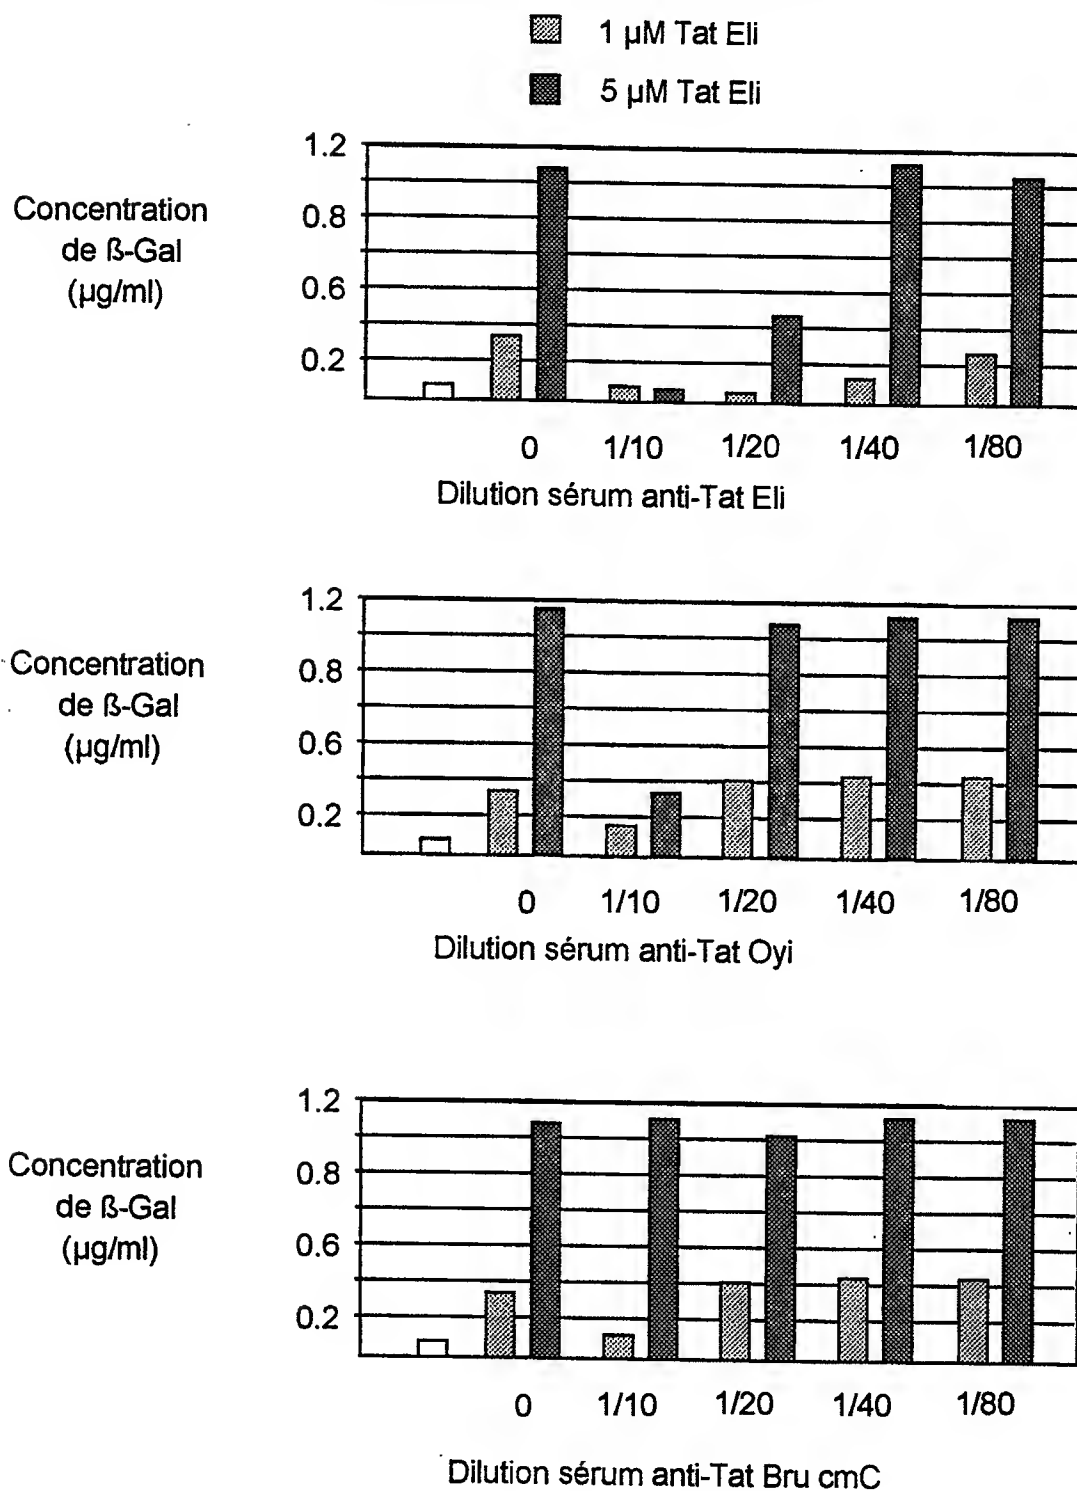 1 µM Tat Eli
5 µM Tat Eli
Concentration
de ß-Gal
(µg/ml)
1.2
0.8
0.6
0.2
0 1/10 1/20 1/40 1/80
Dilution sérum anti-Tat Eli
Concentration
de ß-Gal
(µg/ml)
1.2
0.8
0.6
0.2
0 1/10 1/20 1/40 1/80
Dilution sérum anti-Tat Oyi
Concentration
de ß-Gal
(µg/ml)
1.2
0.8
0.6
0.2
0 1/10 1/20 1/40 1/80
Dilution sérum anti-Tat Bru cmC